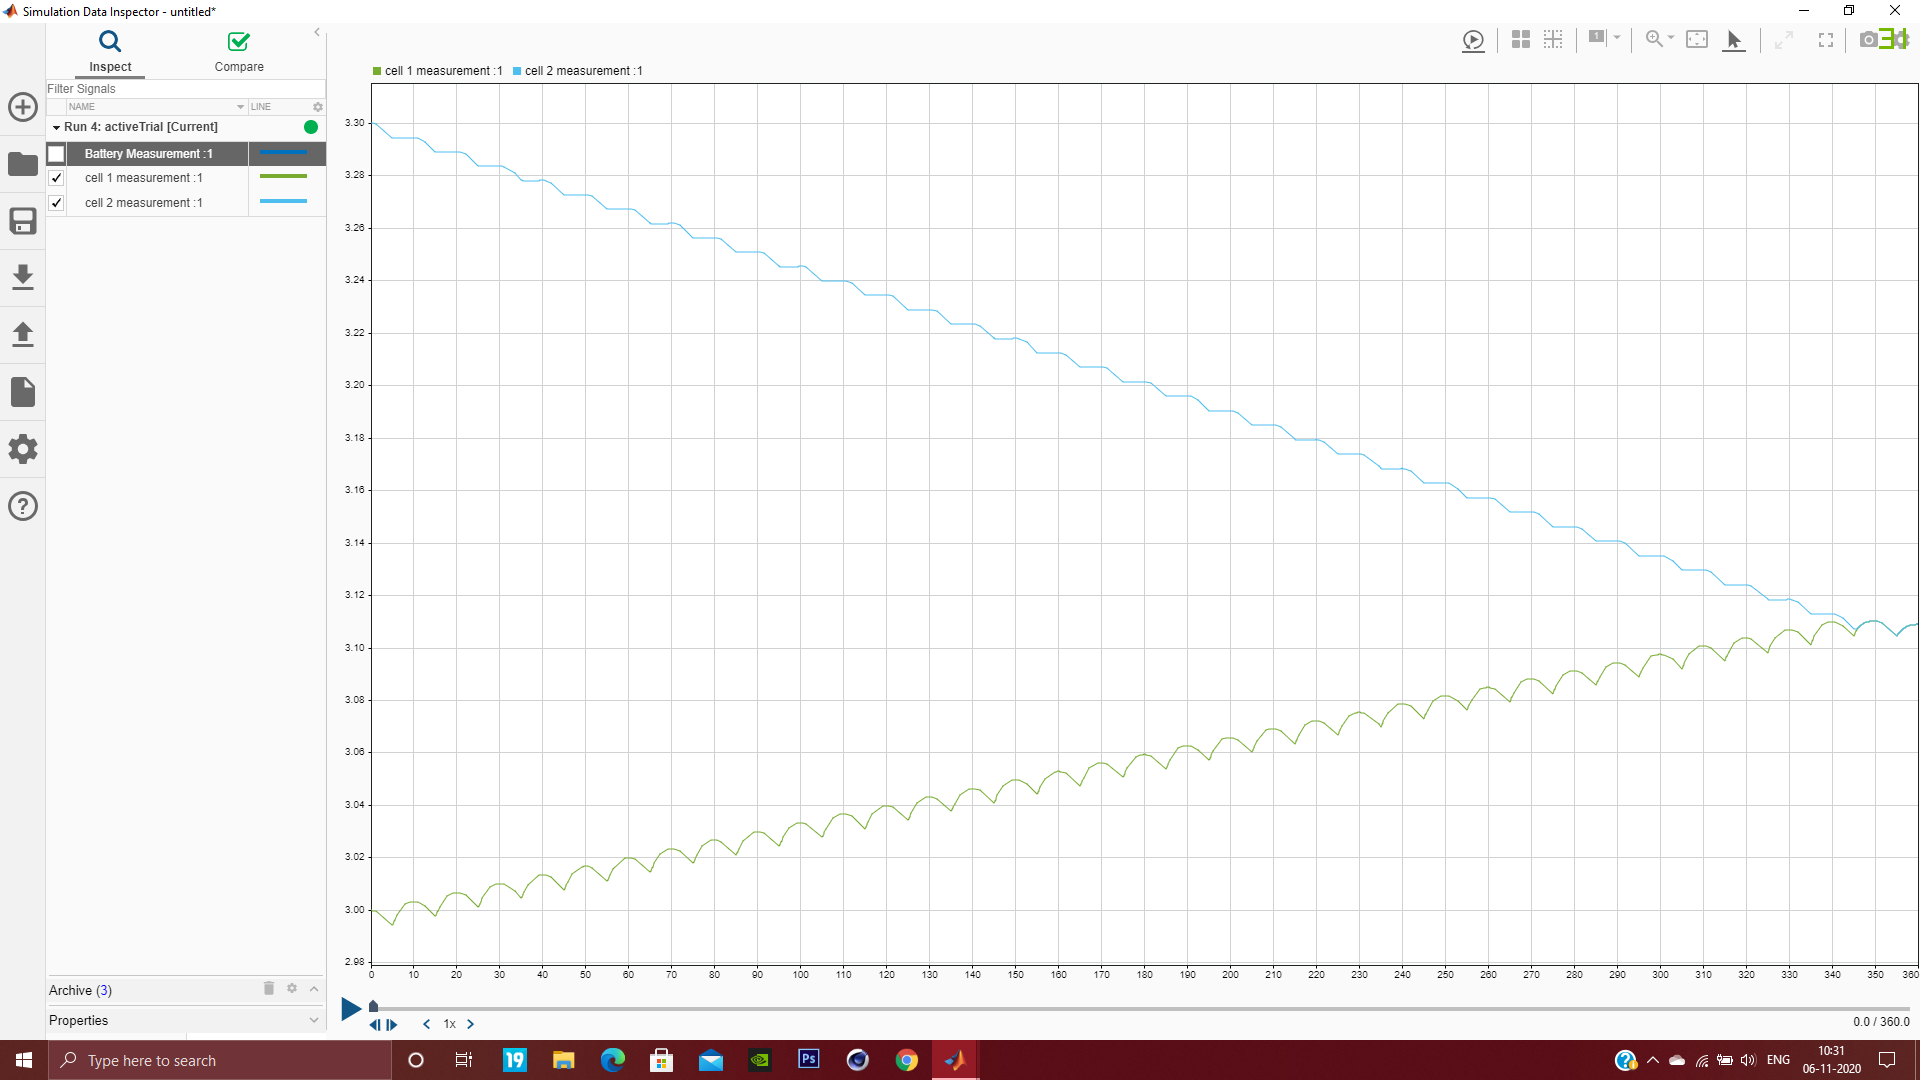 Simulation Data Inspector - untitled*
Inspect
Compare
Filter Signals
NAME
LINE
Run 4: activeTrial [Current]
Battery Measurement :1
cell 1 measurement :1
cell 2 measurement :1
Archive (3)
Properties
31
1
cell 1 measurement :1
cell 2 measurement :1
3.30
3.28
3.26
3.24
3.22
3.20
3.18
3.16
3.14
3.12
3.10
3.08
3.06
3.04
3.02
3.00
2.98
0 10 20 30 40 50 60 70 80 90 100 110 120 130 140 150 160 170 180 190 200 210 220 230 240 250 260 270 280 290 300 310 320 330 340 350 360
1x
0.0 / 360.0
Type here to search
19
Ps
ENG
10:31
06-11-2020